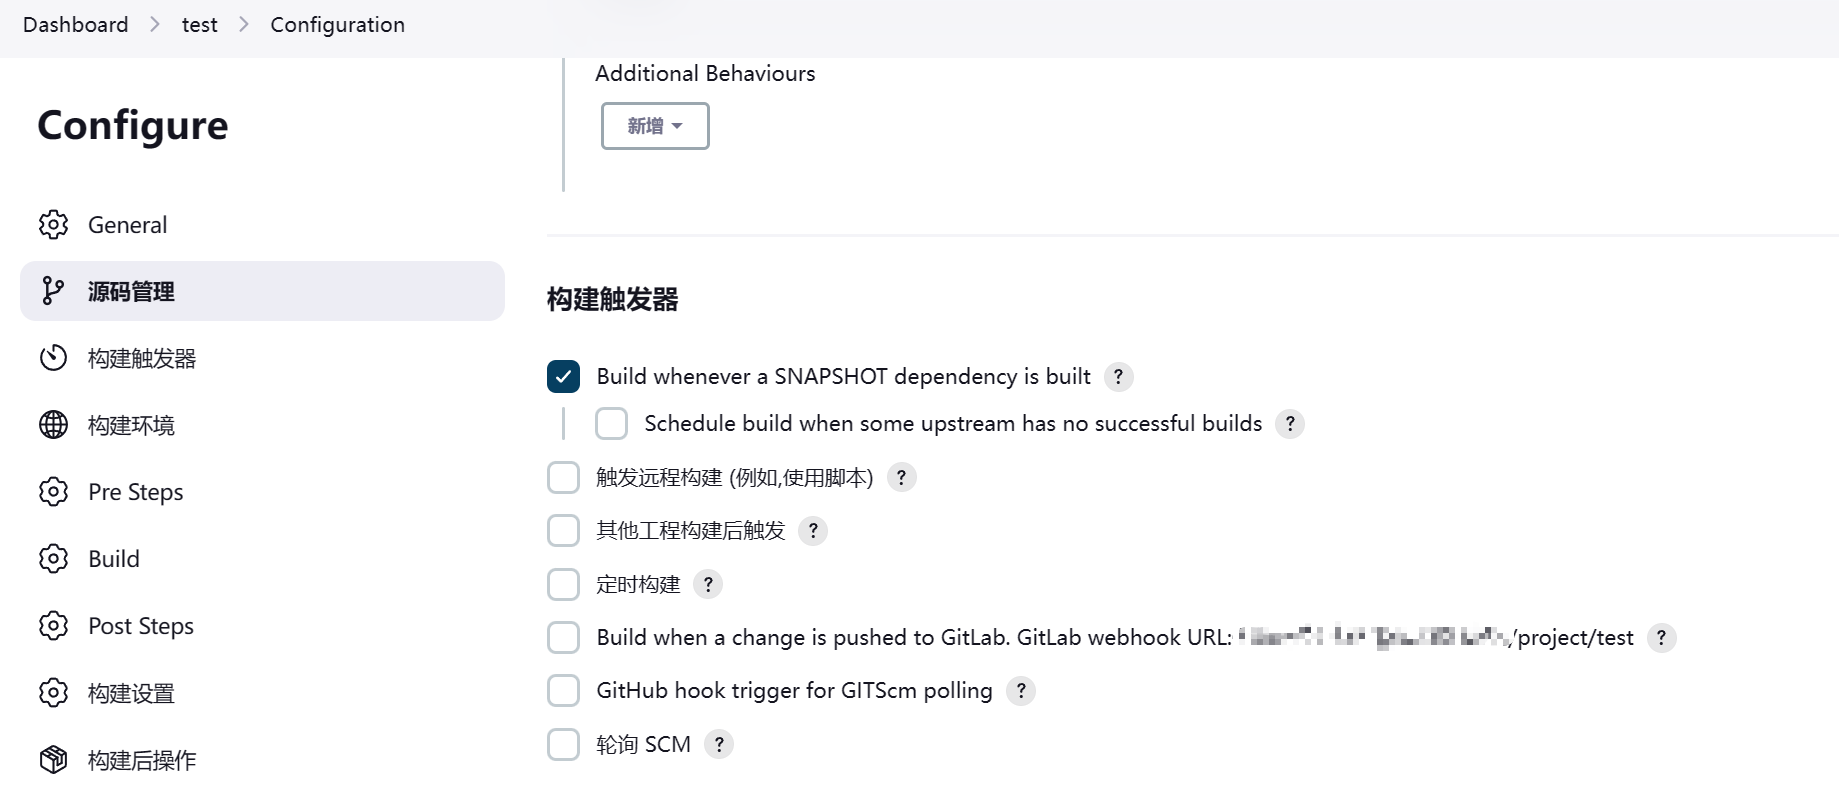 Dashboard > test > Configuration
Configure
General
源码管理
构建触发器
构建环境
Pre Steps
Build
Post Steps
构建设置
构建后操作
Additional Behaviours
新增
构建触发器
Build whenever a SNAPSHOT dependency is built ?
Schedule build when some upstream has no successful builds ?
触发远程构建 (例如,使用脚本) ?
其他工程构建后触发 ?
定时构建 ?
Build when a change is pushed to GitLab. GitLab webhook URL: /project/test ?
GitHub hook trigger for GITScm polling ?
轮询 SCM ?